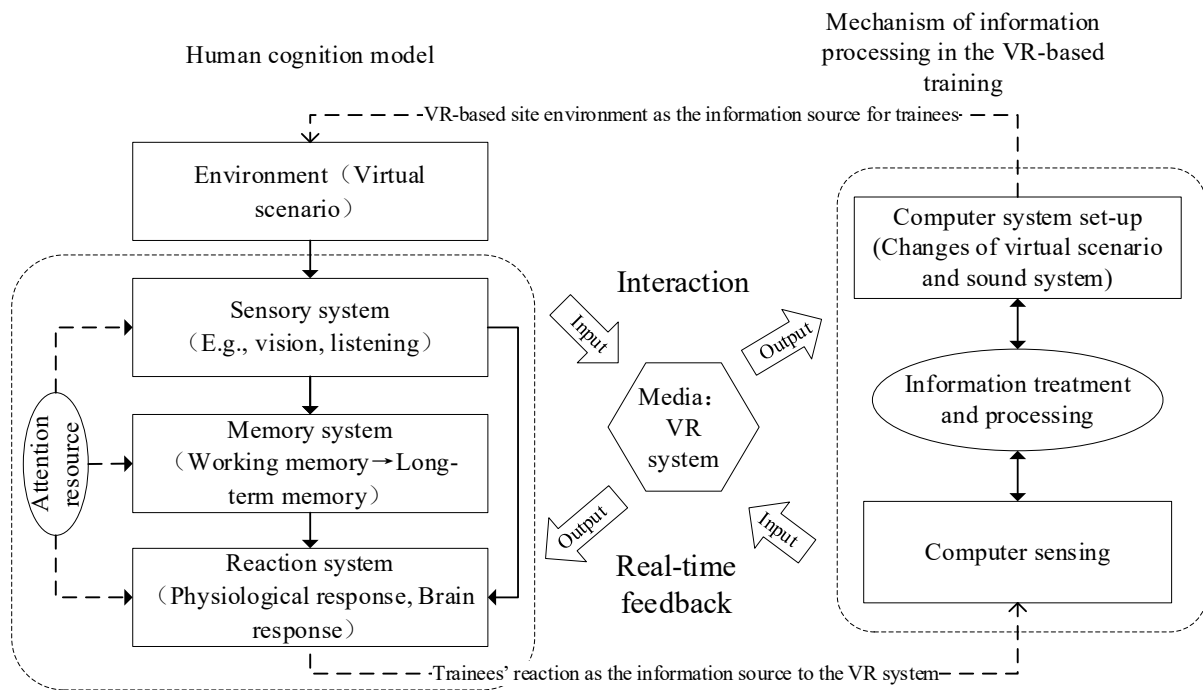 Human cognition model
Mechanism of information
processing in the VR-based
training
VR-based site environment as the information source for trainees
Environment（Virtual
scenario）
Sensory system
（E.g., vision, listening）
Memory system
（Working memory→Long-
term memory）
Reaction system
（Physiological response, Brain
response）
Attention
resource
Interaction
Input
Output
Media：
VR
system
Output
Input
Real-time
feedback
Computer system set-up
(Changes of virtual scenario
and sound system)
Information treatment
and processing
Computer sensing
Trainees’ reaction as the information source to the VR system